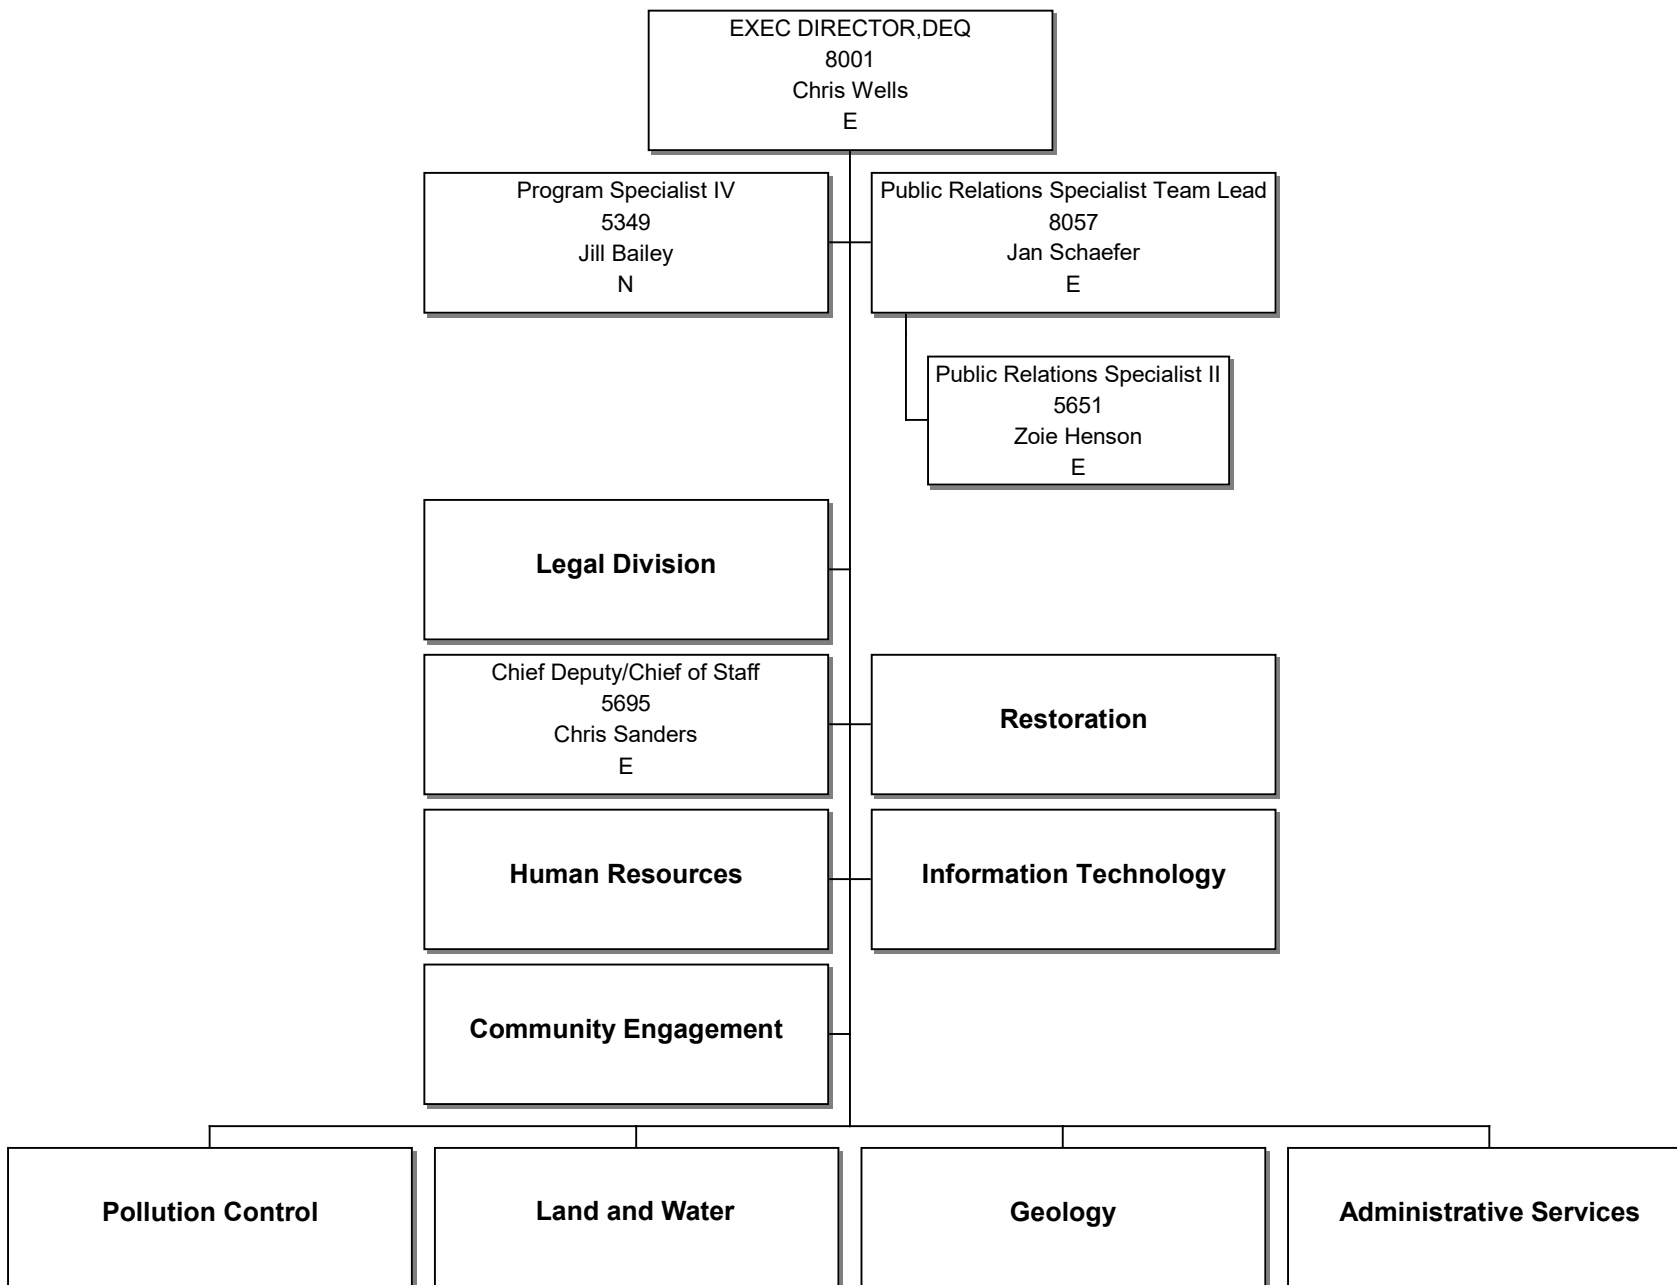 EXEC DIRECTOR,DEQ
8001
Chris Wells
E
Program Specialist IV
5349
Jill Bailey
N
Public Relations Specialist Team Lead
8057
Jan Schaefer
E
Public Relations Specialist II
5651
Zoie Henson
E
Legal Division
Chief Deputy/Chief of Staff
5695
Chris Sanders
E
Restoration
Human Resources
Information Technology
Community Engagement
Pollution Control
Land and Water
Geology
Administrative Services